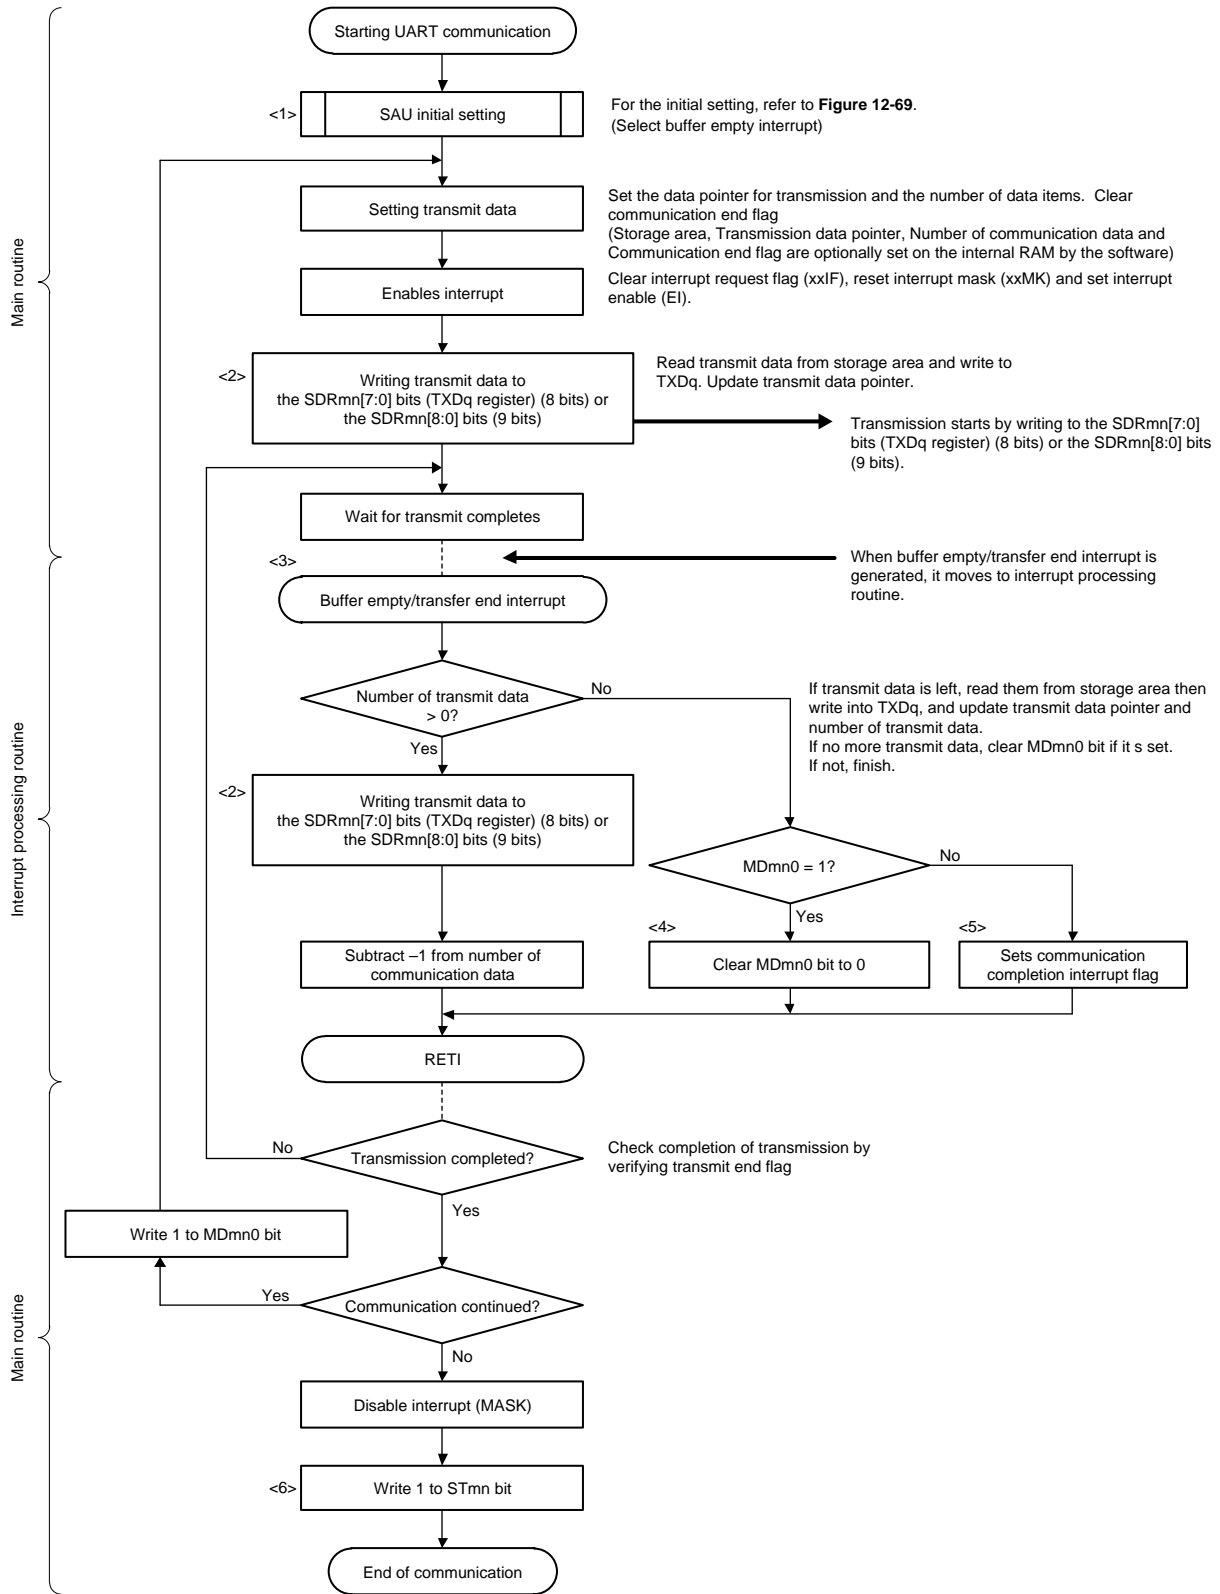 Starting UART communication
<1>
SAU initial setting
For the initial setting, refer to Figure 12-69.
(Select buffer empty interrupt)
Setting transmit data
Set the data pointer for transmission and the number of data items. Clear
communication end flag
(Storage area, Transmission data pointer, Number of communication data and
Communication end flag are optionally set on the internal RAM by the software)
Main routine
Enables interrupt
Clear interrupt request flag (xxIF), reset interrupt mask (xxMK) and set interrupt
enable (EI).
<2>
Writing transmit data to
the SDRmn[7:0] bits (TXDq register) (8 bits) or
the SDRmn[8:0] bits (9 bits)
Read transmit data from storage area and write to
TXDq. Update transmit data pointer.
Transmission starts by writing to the SDRmn[7:0]
bits (TXDq register) (8 bits) or the SDRmn[8:0] bits
(9 bits).
Wait for transmit completes
<3>
When buffer empty/transfer end interrupt is
generated, it moves to interrupt processing
routine.
Buffer empty/transfer end interrupt
Number of transmit data
> 0?
No
Yes
If transmit data is left, read them from storage area then
write into TXDq, and update transmit data pointer and
number of transmit data.
If no more transmit data, clear MDmn0 bit if it s set.
If not, finish.
Interrupt processing routine
<2>
Writing transmit data to
the SDRmn[7:0] bits (TXDq register) (8 bits) or
the SDRmn[8:0] bits (9 bits)
MDmn0 = 1?
No
Yes
<4>
<5>
Subtract –1 from number of
communication data
Clear MDmn0 bit to 0
Sets communication
completion interrupt flag
RETI
No
Transmission completed?
Check completion of transmission by
verifying transmit end flag
Yes
Write 1 to MDmn0 bit
Yes
Communication continued?
No
Main routine
Disable interrupt (MASK)
<6>
Write 1 to STmn bit
End of communication